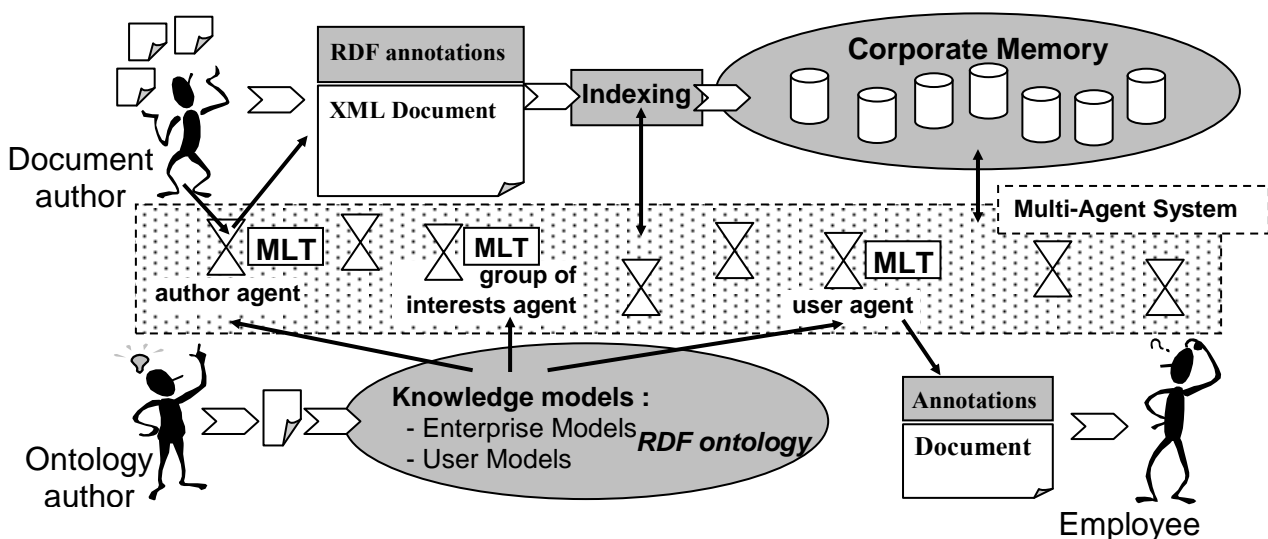 RDF annotations
XML Document
Indexing
Corporate Memory
Document
author
Multi-Agent System
MLT
author agent
MLT
group of
interests agent
MLT
user agent
Knowledge models :
- Enterprise Models
- User Models
RDF ontology
Ontology
author
Annotations
Document
? ?
Employee